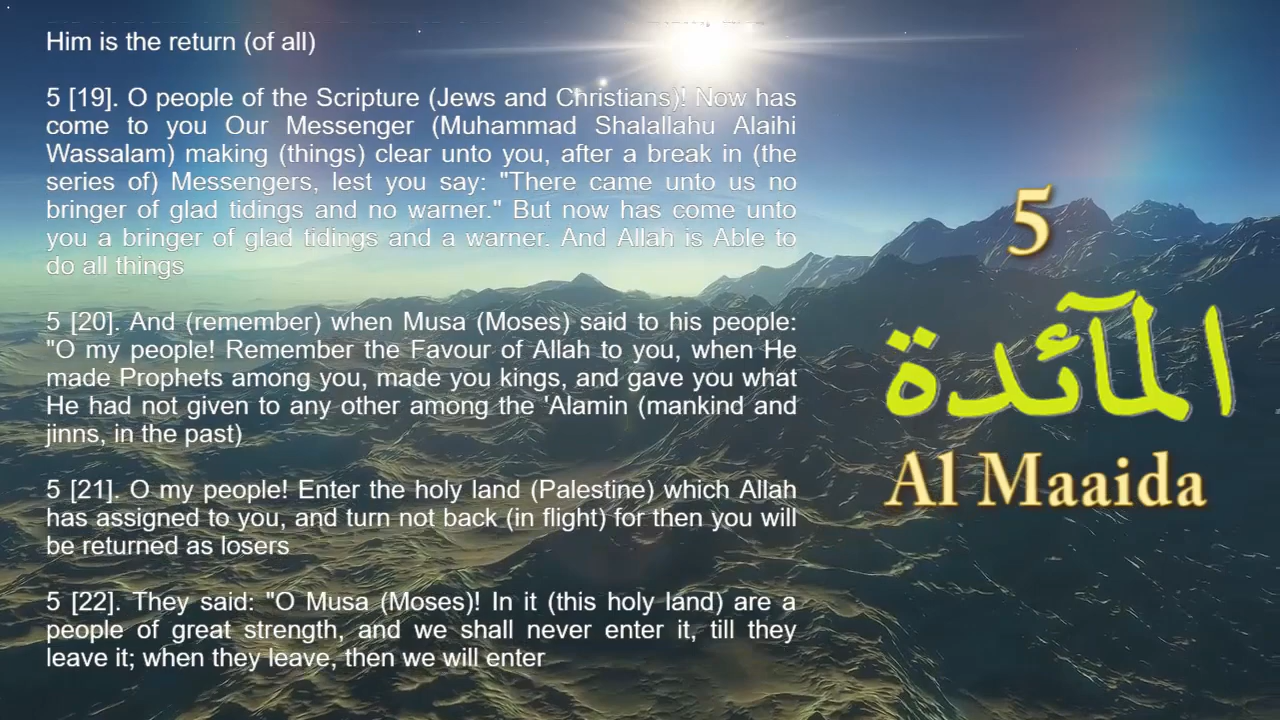 Him is the return (of all)
5 [19]. O people of the Scripture (Jews and Christians)! Now has
come to you Our Messenger (Muhammad Shalallahu Alaihi
Wassalam) making (things) clear unto you, after a break in (the
series of) Messengers, lest you say: "There came unto us no
bringer of glad tidings and no warner." But now has come unto
you a bringer of glad tidings and a warner. And Allah is Able to
do all things
5 [20]. And (remember) when Musa (Moses) said to his people:
"O my people! Remember the Favour of Allah to you, when He
made Prophets among you, made you kings, and gave you what
He had not given to any other among the 'Alamin (mankind and
jinns, in the past)
5 [21]. O my people! Enter the holy land (Palestine) which Allah
has assigned to you, and turn not back (in flight) for then you will
be returned as losers
5 [22]. They said: "O Musa (Moses)! In it (this holy land) are a
people of great strength, and we shall never enter it, till they
leave it; when they leave, then we will enter
5
المآئدة
Al Maaida